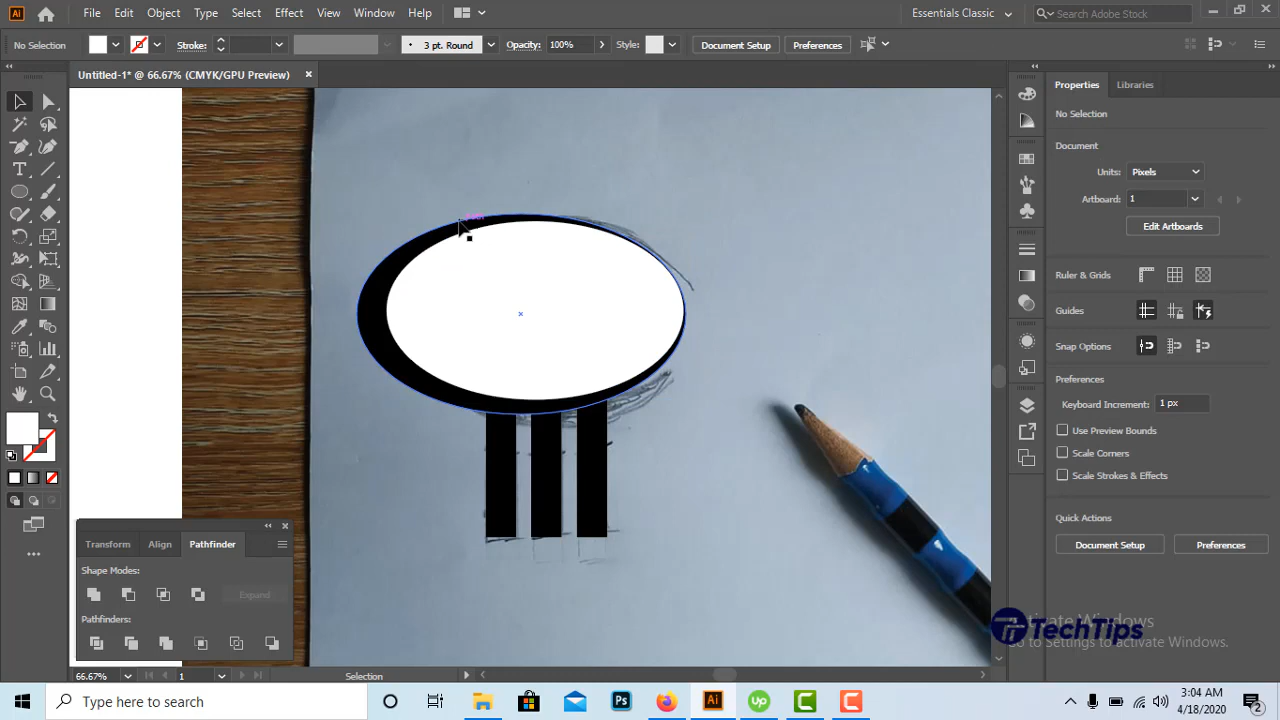 File Edit Object Type Select Effect View Window Help
Essentials Classic
Search Adobe Stock
No Selection
Stroke:
3 pt. Round
Opacity: 100%
Style:
Document Setup
Preferences
Untitled-1* @ 66.67% (CMYK/GPU Preview)
Properties
Libraries
No Selection
Document
Units: Pixels
Artboard: 1
Edit Artboards
Ruler & Grids
Guides
Snap Options
Preferences
Keyboard Increment: 1 px
Use Preview Bounds
Scale Corners
Scale Strokes & Effects
Quick Actions
Document Setup
Preferences
Transform
Align
Pathfinder
Shape Modes:
Expand
Pathfinders:
Activate Windows
Go to Settings to activate Windows.
TechTips
66.67%
1
Selection
Type here to search
Ps
Ai
Up
C
C
3:04 AM
4/18/2020
2